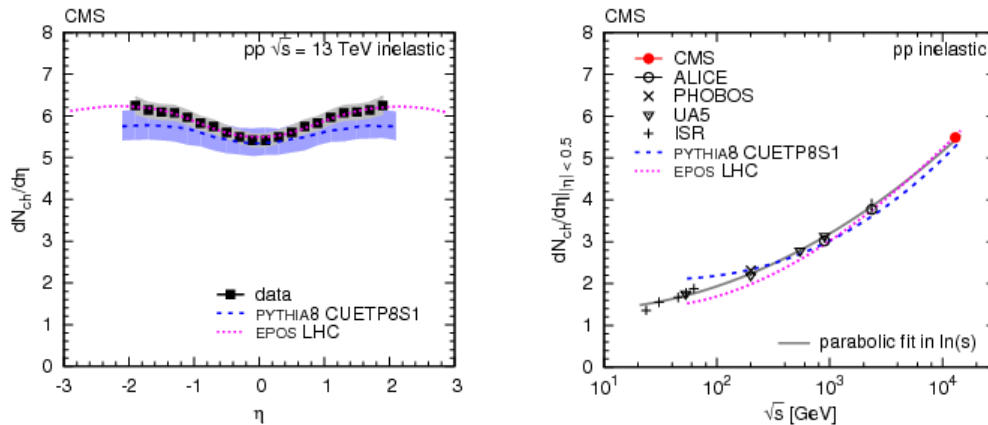 CMS
pp √s = 13 TeV inelastic
8
7
6
5
4
3
2
1
0
dN_ch/dη
data
PYTHIA8 CUETP8S1
EPOS LHC
-3 -2 -1 0 1 2 3
η
CMS
pp inelastic
8
7
6
5
4
3
2
1
0
dN_ch/dη|_|η| < 0.5
CMS
ALICE
PHOBOS
UA5
ISR
PYTHIA8 CUETP8S1
EPOS LHC
parabolic fit in ln(s)
10^1 10^2 10^3 10^4
√s [GeV]